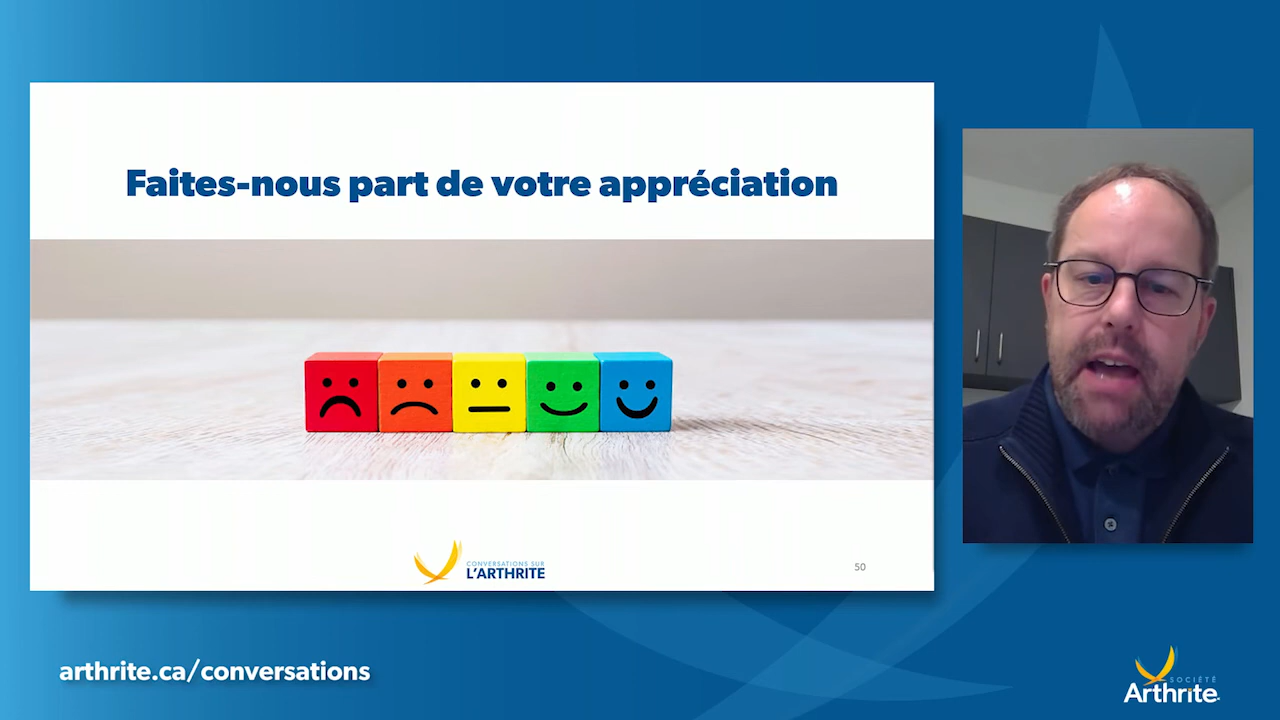 Faites-nous part de votre appréciation
CONVERSATIONS SUR
L'ARTHRITE
50
arthrite.ca/conversations
SOCIÉTÉ
Arthrite